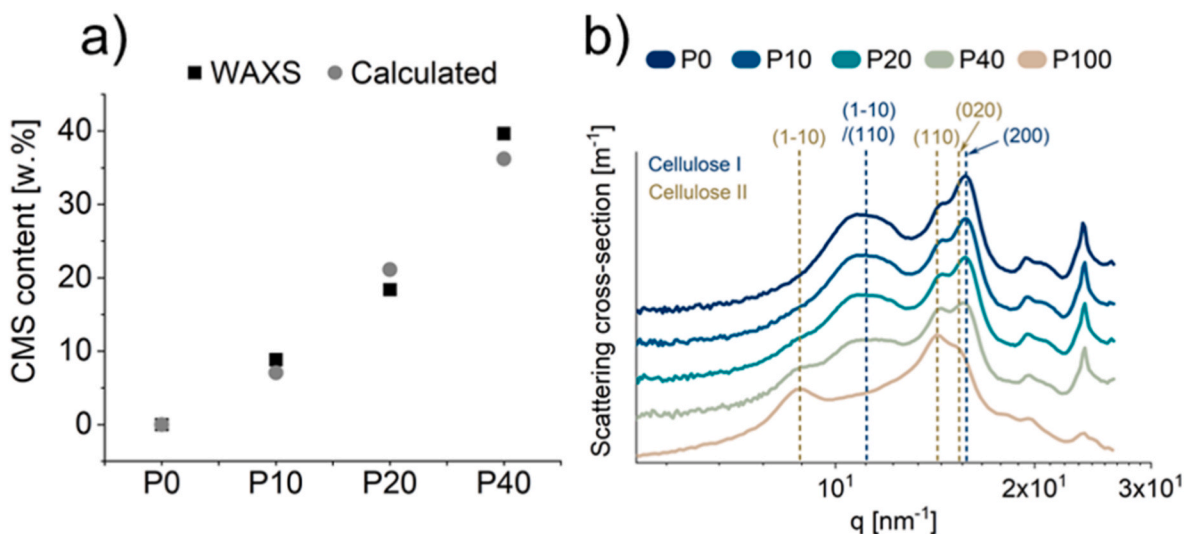 a)
WAXS Calculated
CMS content [w.%]
40
30
20
10
0
P0 P10 P20 P40
b)
P0 P10 P20 P40 P100
(1-10)
(1-10)
/(110)
(110)
(020)
(200)
Cellulose I
Cellulose II
Scattering cross-section [m⁻¹]
10¹ 2x10¹ 3x10¹
q [nm⁻¹]